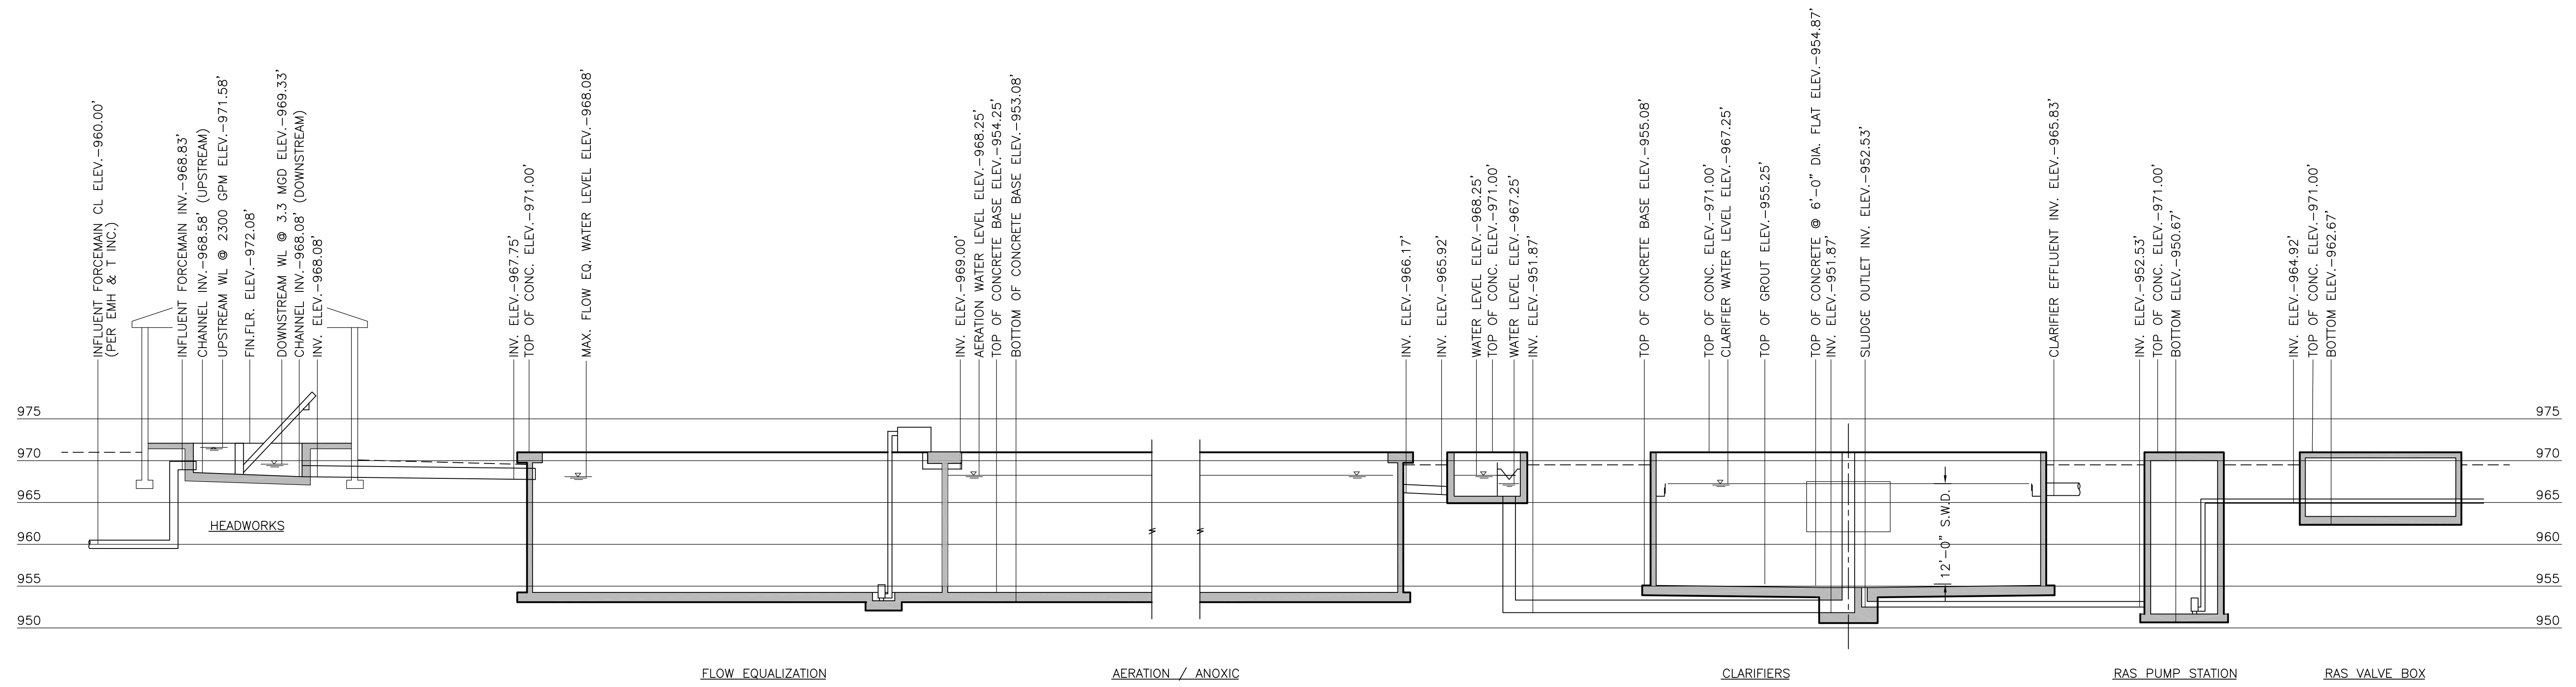 INFLUENT FORCEMAIN CL ELEV.-960.00'
(PER EMH & T INC.)
INFLUENT FORCEMAIN INV.-968.83'
CHANNEL INV.-968.58' (UPSTREAM)
UPSTREAM WL @ 2300 GPM ELEV.-971.58'
FIN.FLR. ELEV-972.08'
DOWNSTREAM WL @ 3.3 MGD ELEV.-969.33'
CHANNEL INV.-968.08' (DOWNSTREAM)
INV. ELEV-968.08'
INV. ELEV-967.75'
TOP OF CONC. ELEV.-971.00'
MAX. FLOW EQ. WATER LEVEL ELEV-968.08'
INV. ELEV.-969.00'
AERATION WATER LEVEL ELEV-968.25'
TOP OF CONCRETE BASE ELEV-954.25'
BOTTOM OF CONCRETE BASE ELEV.-953.08'
INV. ELEV.-966.17'
INV. ELEV.-965.92'
WATER LEVEL ELEV.-968.25'
TOP OF CONC. ELEV.-971.00'
WATER LEVEL ELEV.-967.25'
INV. ELEV-951.87'
TOP OF CONCRETE BASE ELEV-955.08'
TOP OF CONC. ELEV-971.00'
CLARIFIER WATER LEVEL ELEV.-967.25'
TOP OF GROUT ELEV.-955.25'
TOP OF CONCRETE @ 6'-0" DIA. FLAT ELEV.-954.87'
INV. ELEV-951.87'
SLUDGE OUTLET INV. ELEV.-952.53'
CLARIFIER EFFLUENT INV. ELEV.-965.83'
INV. ELEV-952.53'
TOP OF CONC. ELEV-971.00'
BOTTOM ELEV.-950.67'
INV. ELEV-964.92'
TOP OF CONC. ELEV-971.00'
BOTTOM ELEV.-962.67'
975
975
970
970
965
965
960
960
955
955
950
950
HEADWORKS
12'-0" S.W.D.
FLOW EQUALIZATION
AERATION / ANOXIC
CLARIFIERS
RAS PUMP STATION
RAS VALVE BOX